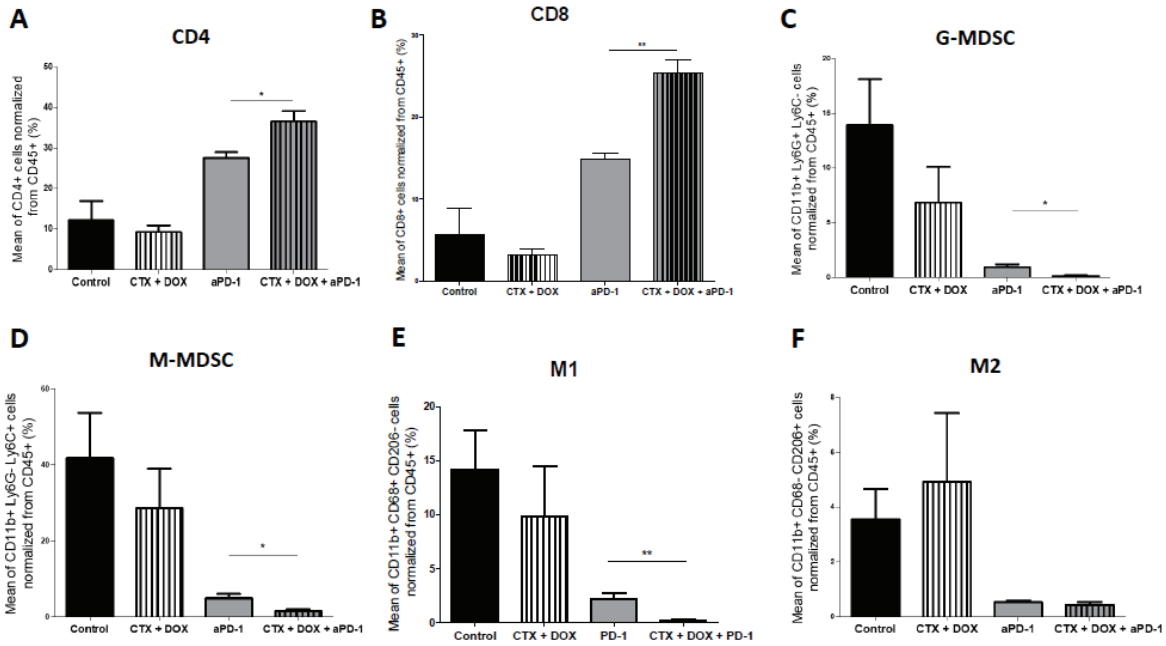 A
CD4
Mean of CD4+ cells normalized
from CD45+ (%)
50
40
30
20
10
0
*
Control
CTX + DOX
aPD-1
CTX + DOX + aPD-1
B
CD8
Mean of CD8+ cells normalized from CD45+ (%)
30
20
10
0
**
Control
CTX + DOX
aPD-1
CTX + DOX + aPD-1
C
G-MDSC
Mean of CD11b+ Ly6G+ Ly6C- cells
normalized from CD45+ (%)
20
15
10
5
0
*
Control
CTX + DOX
aPD-1
CTX + DOX + aPD-1
D
M-MDSC
Mean of CD11b+ Ly6G- Ly6C+ cells
normalized from CD45+ (%)
60
40
20
0
*
Control
CTX + DOX
aPD-1
CTX + DOX + aPD-1
E
M1
Mean of CD11b+ CD68+ CD206- cells
normalized from CD45+ (%)
20
15
10
5
0
**
Control
CTX + DOX
PD-1
CTX + DOX + PD-1
F
M2
Mean of CD11b+ CD68- CD206+ cells
normalized from CD45+ (%)
8
6
4
2
0
Control
CTX + DOX
aPD-1
CTX + DOX + aPD-1